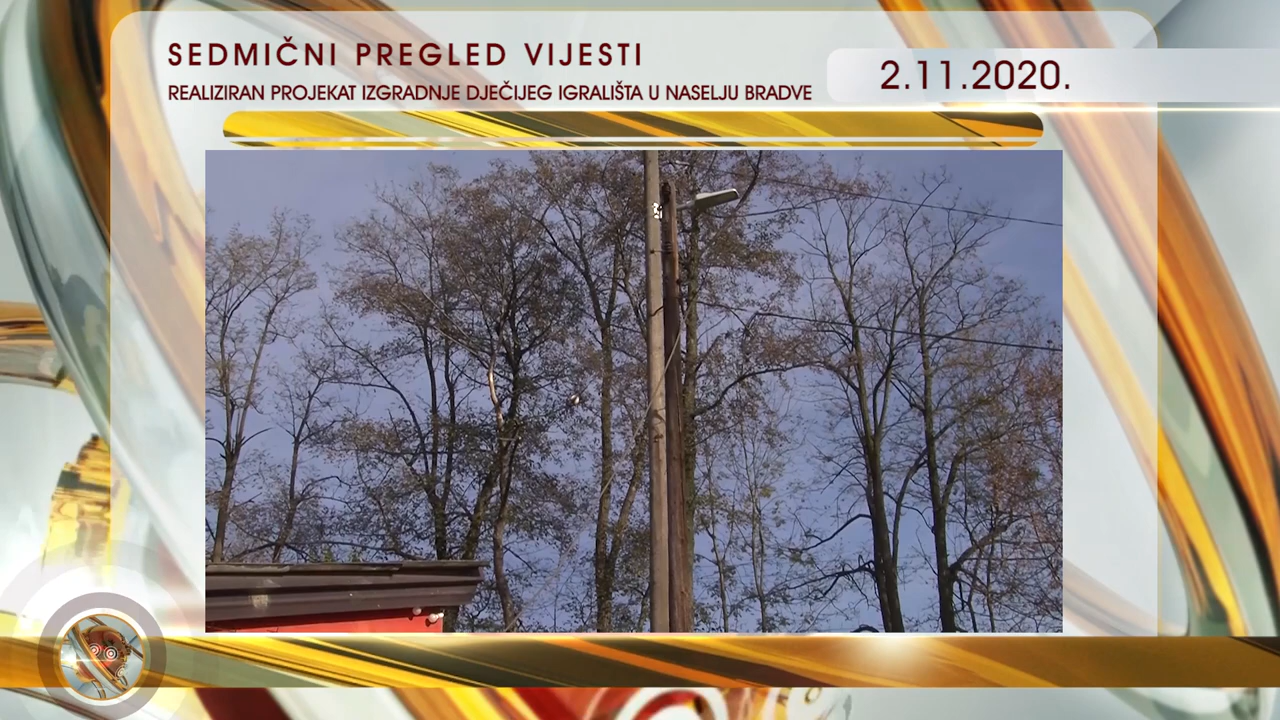 SEDMIČNI PREGLED VIJESTI
REALIZIRAN PROJEKAT IZGRADNJE DJEČIJEG IGRALIŠTA U NASELJU BRADVE
2.11.2020.